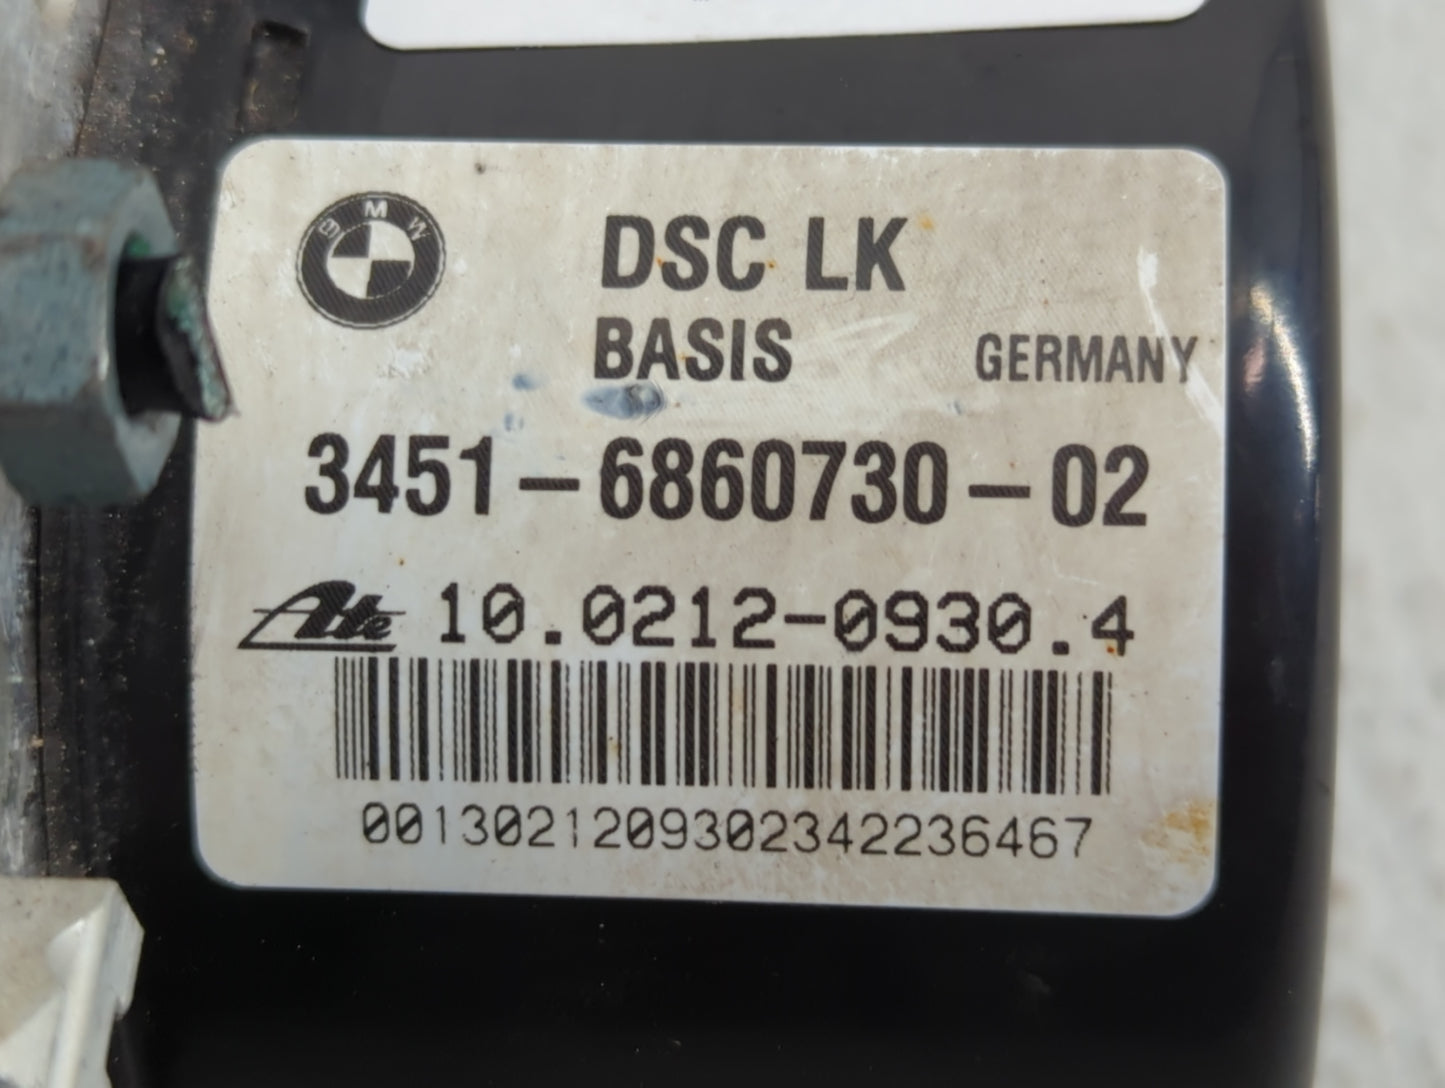 BMW
DSC LK
BASIS GERMANY
3451-6860730-02
Ate 10.0212-0930.4
0013021209302342236467